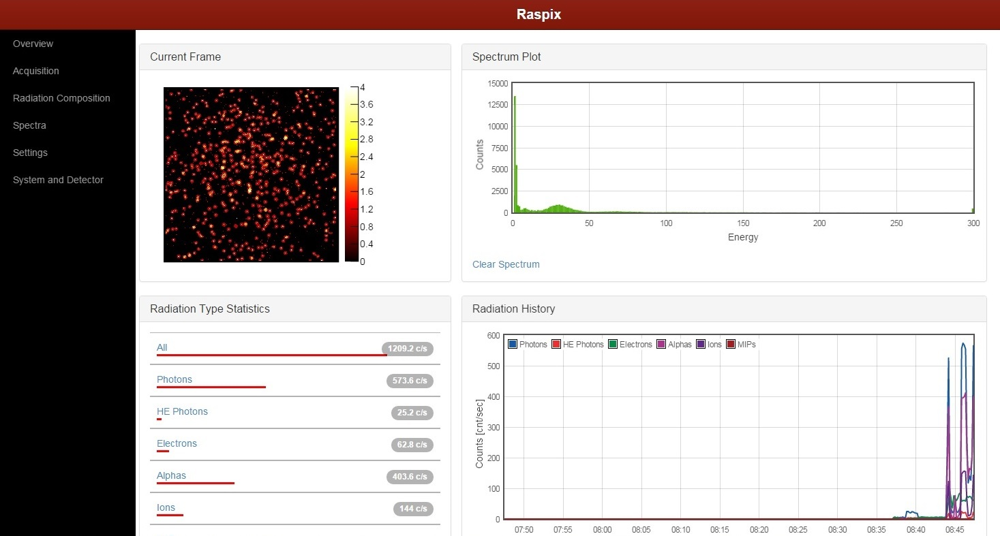 Raspix
Overview
Acquisition
Radiation Composition
Spectra
Settings
System and Detector
Current Frame
4
3.6
3.2
2.8
2.4
2
1.6
1.2
0.8
0.4
0
Spectrum Plot
15000
12500
10000
7500
5000
2500
0
Counts
0 50 100 150 200 250 300
Energy
Clear Spectrum
Radiation Type Statistics
All 1209.2 c/s
Photons 573.6 c/s
HE Photons 25.2 c/s
Electrons 62.8 c/s
Alphas 403.6 c/s
Ions 144 c/s
Radiation History
600
500
400
300
200
100
0
Counts [cnt/sec]
Photons HE Photons Electrons Alphas Ions MIPs
07:50 07:55 08:00 08:05 08:10 08:15 08:20 08:25 08:30 08:35 08:40 08:45